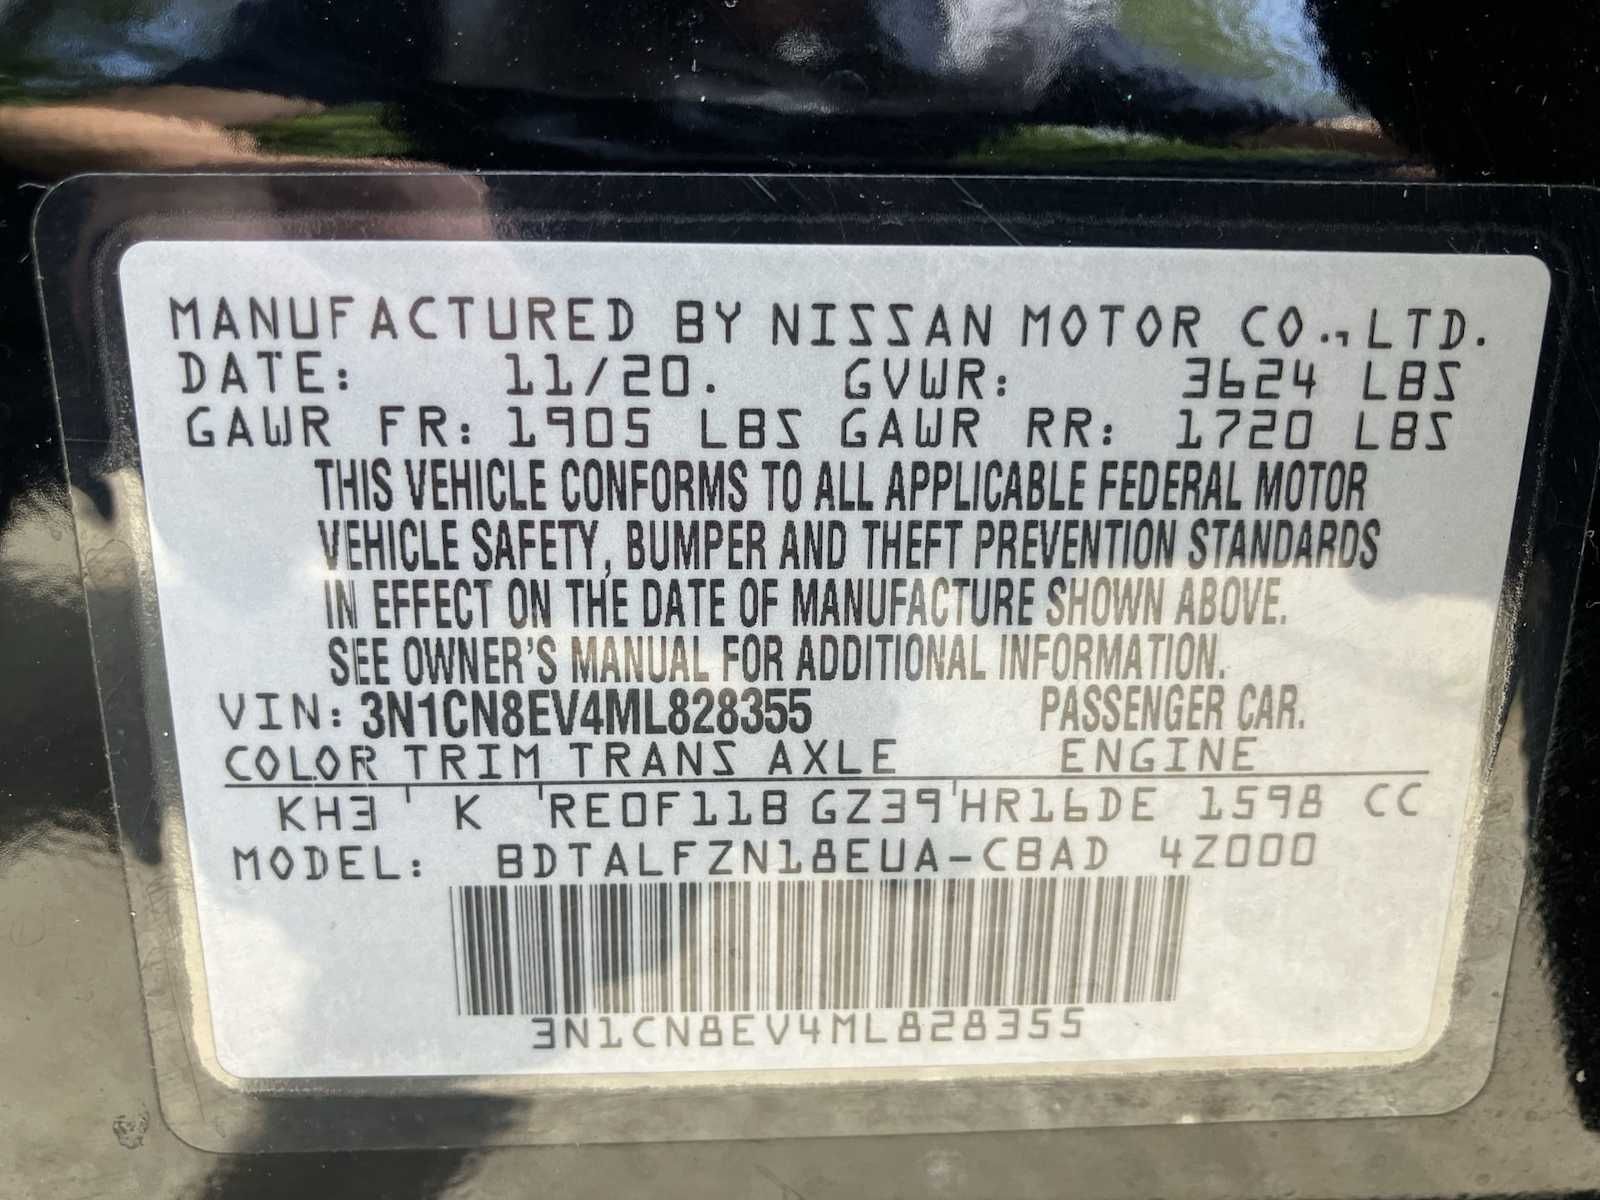 MANUFACTURED BY NISSAN MOTOR CO., LTD.
DATE: 11/20. GVWR: 3624 LBS
GAWR FR: 1905 LBS GAWR RR: 1720 LBS
THIS VEHICLE CONFORMS TO ALL APPLICABLE FEDERAL MOTOR
VEHICLE SAFETY, BUMPER AND THEFT PREVENTION STANDARDS
IN EFFECT ON THE DATE OF MANUFACTURE SHOWN ABOVE.
SEE OWNER'S MANUAL FOR ADDITIONAL INFORMATION.
VIN: 3N1CN8EV4ML828355 PASSENGER CAR.
COLOR TRIM TRANS AXLE ENGINE
KH3 K RE0F11B GZ39 HR16DE 1598 CC
MODEL: BDTALFZN18EUA-CBAD 4Z000
3N1CN8EV4ML828355